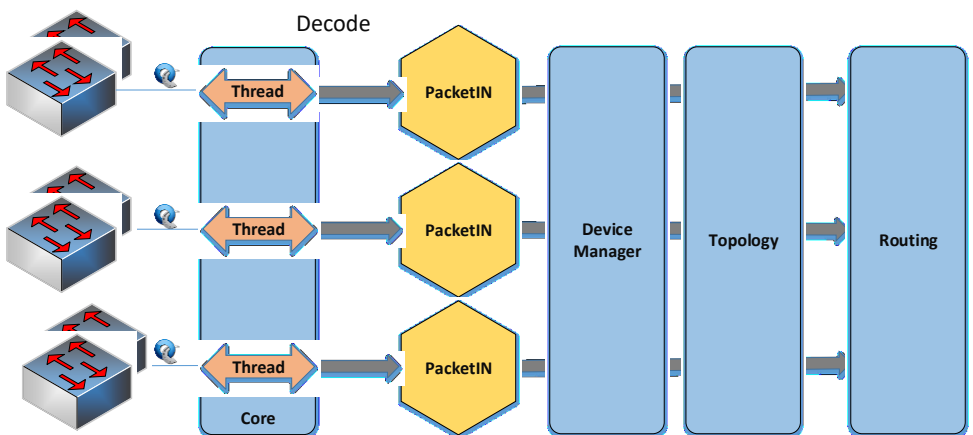 Decode
Thread
PacketIN
Thread
PacketIN
Device
Manager
Topology
Routing
Thread
PacketIN
Core